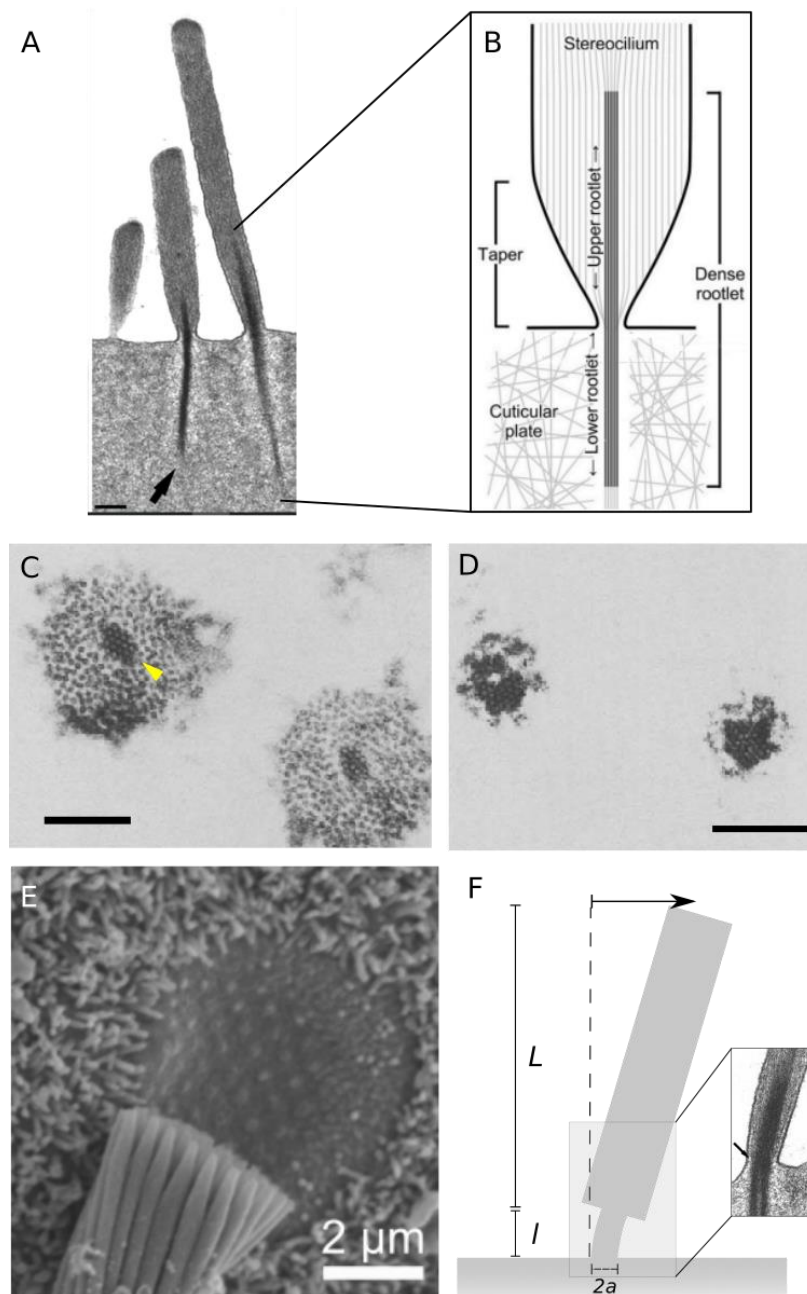 A
B
Stereocilium
Taper
← Upper rootlet →
Dense
rootlet
Cuticular
plate
← Lower rootlet →
C
D
E
2 μm
F
L
l
2a